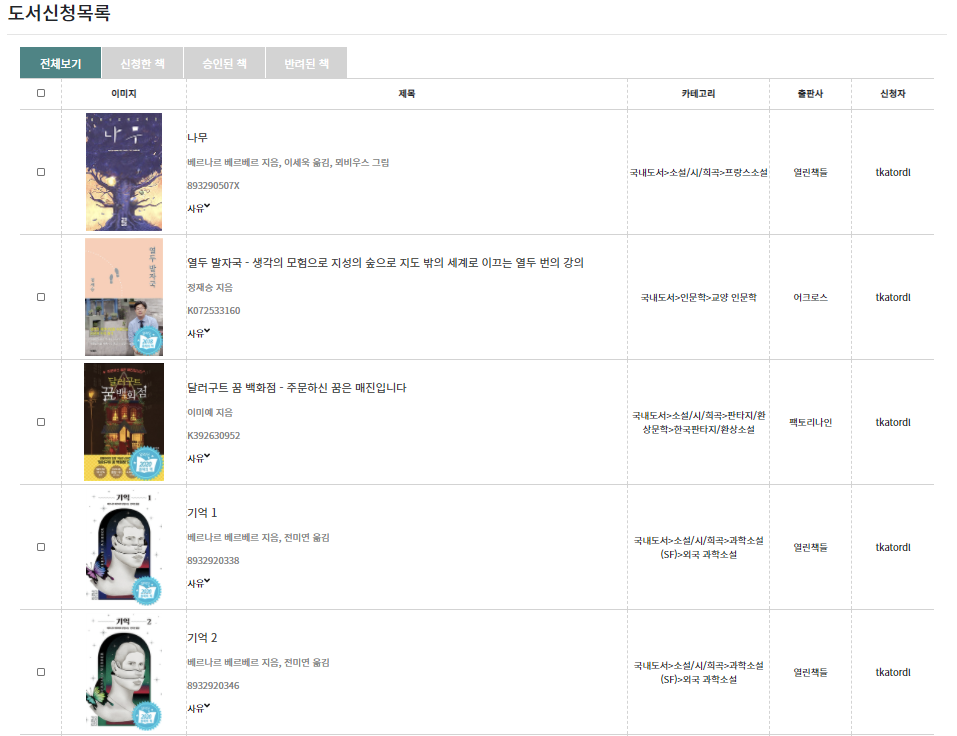 도서신청목록
전체보기 신청한 책 승인된 책 반려된 책
이미지 제목 카테고리 출판사 신청자
나무
나무
베르나르 베르베르 지음, 이세욱 옮김, 뫼비우스 그림
893290507X
사유
국내도서>소설/시/희곡>프랑스소설
열린책들
tkatordl
열두 발자국
열두 발자국 - 생각의 모험으로 지성의 숲으로 지도 밖의 세계로 이끄는 열두 번의 강의
정재승 지음
K072533160
사유
국내도서>인문학>교양 인문학
어크로스
tkatordl
달러구트
꿈백화점
2020
달러구트 꿈 백화점 - 주문하신 꿈은 매진입니다
이미예 지음
K392630952
사유
국내도서>소설/시/희곡>판타지/환
상문학>한국판타지/환상소설
팩토리나인
tkatordl
기억 1
2020
기억 1
베르나르 베르베르 지음, 전미연 옮김
8932920338
사유
국내도서>소설/시/희곡>과학소설
(SF)>외국 과학소설
열린책들
tkatordl
기억 2
2020
기억 2
베르나르 베르베르 지음, 전미연 옮김
8932920346
사유
국내도서>소설/시/희곡>과학소설
(SF)>외국 과학소설
열린책들
tkatordl